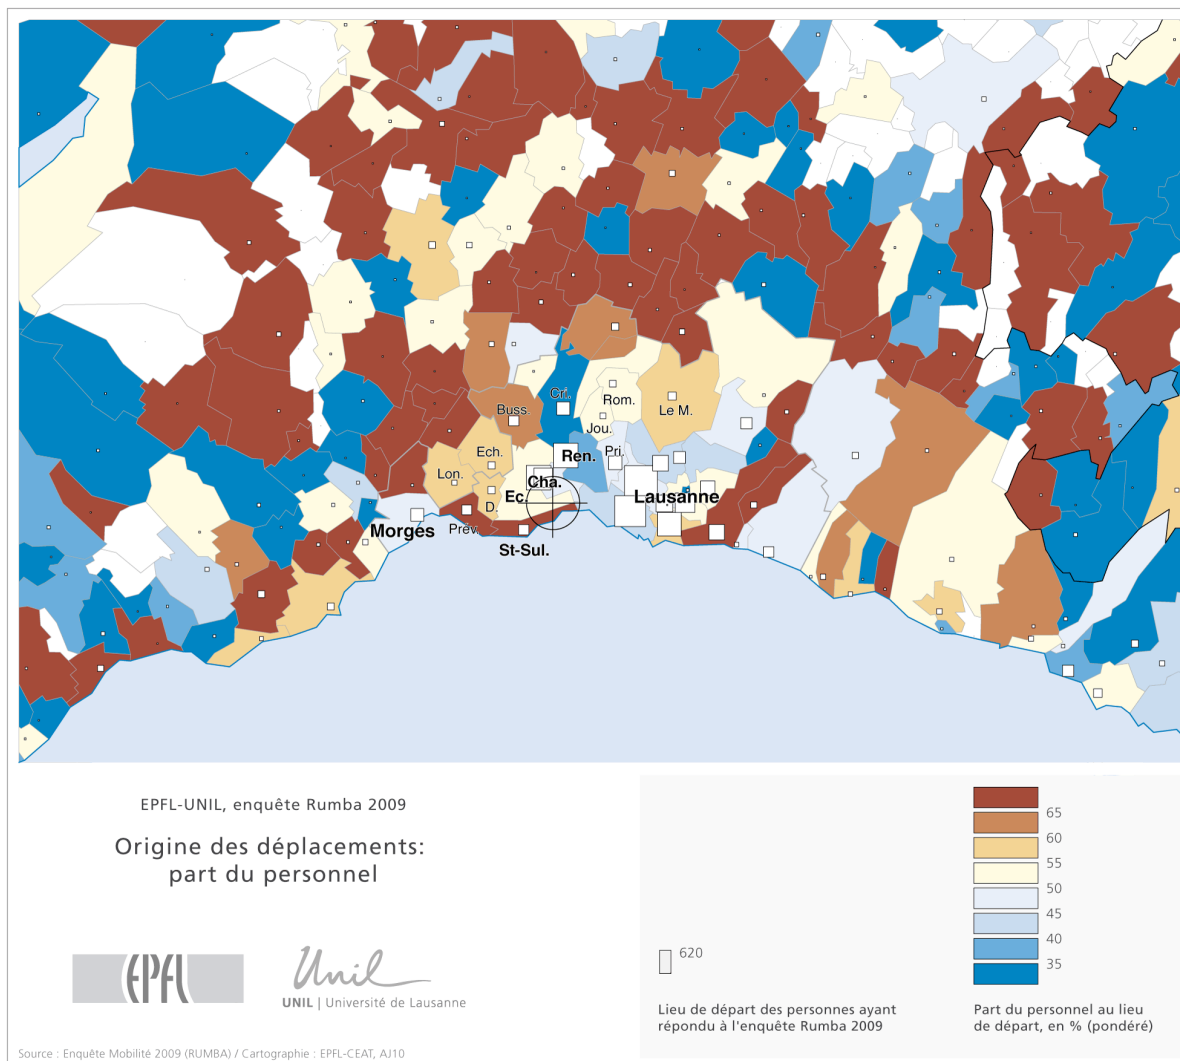 Cri.
Rom.
Buss.
Le M.
Jou.
Ech.
Pri.
Ren.
Lon.
Cha.
Ec.
Lausanne
D.
Morges
Prév.
St-Sul.
EPFL-UNIL, enquête Rumba 2009
Origine des déplacements:
part du personnel
EPFL
Unil
UNIL | Université de Lausanne
620
Lieu de départ des personnes ayant
répondu à l'enquête Rumba 2009
65
60
55
50
45
40
35
Part du personnel au lieu
de départ, en % (pondéré)
Source : Enquête Mobilité 2009 (RUMBA) / Cartographie : EPFL-CEAT, AJ10